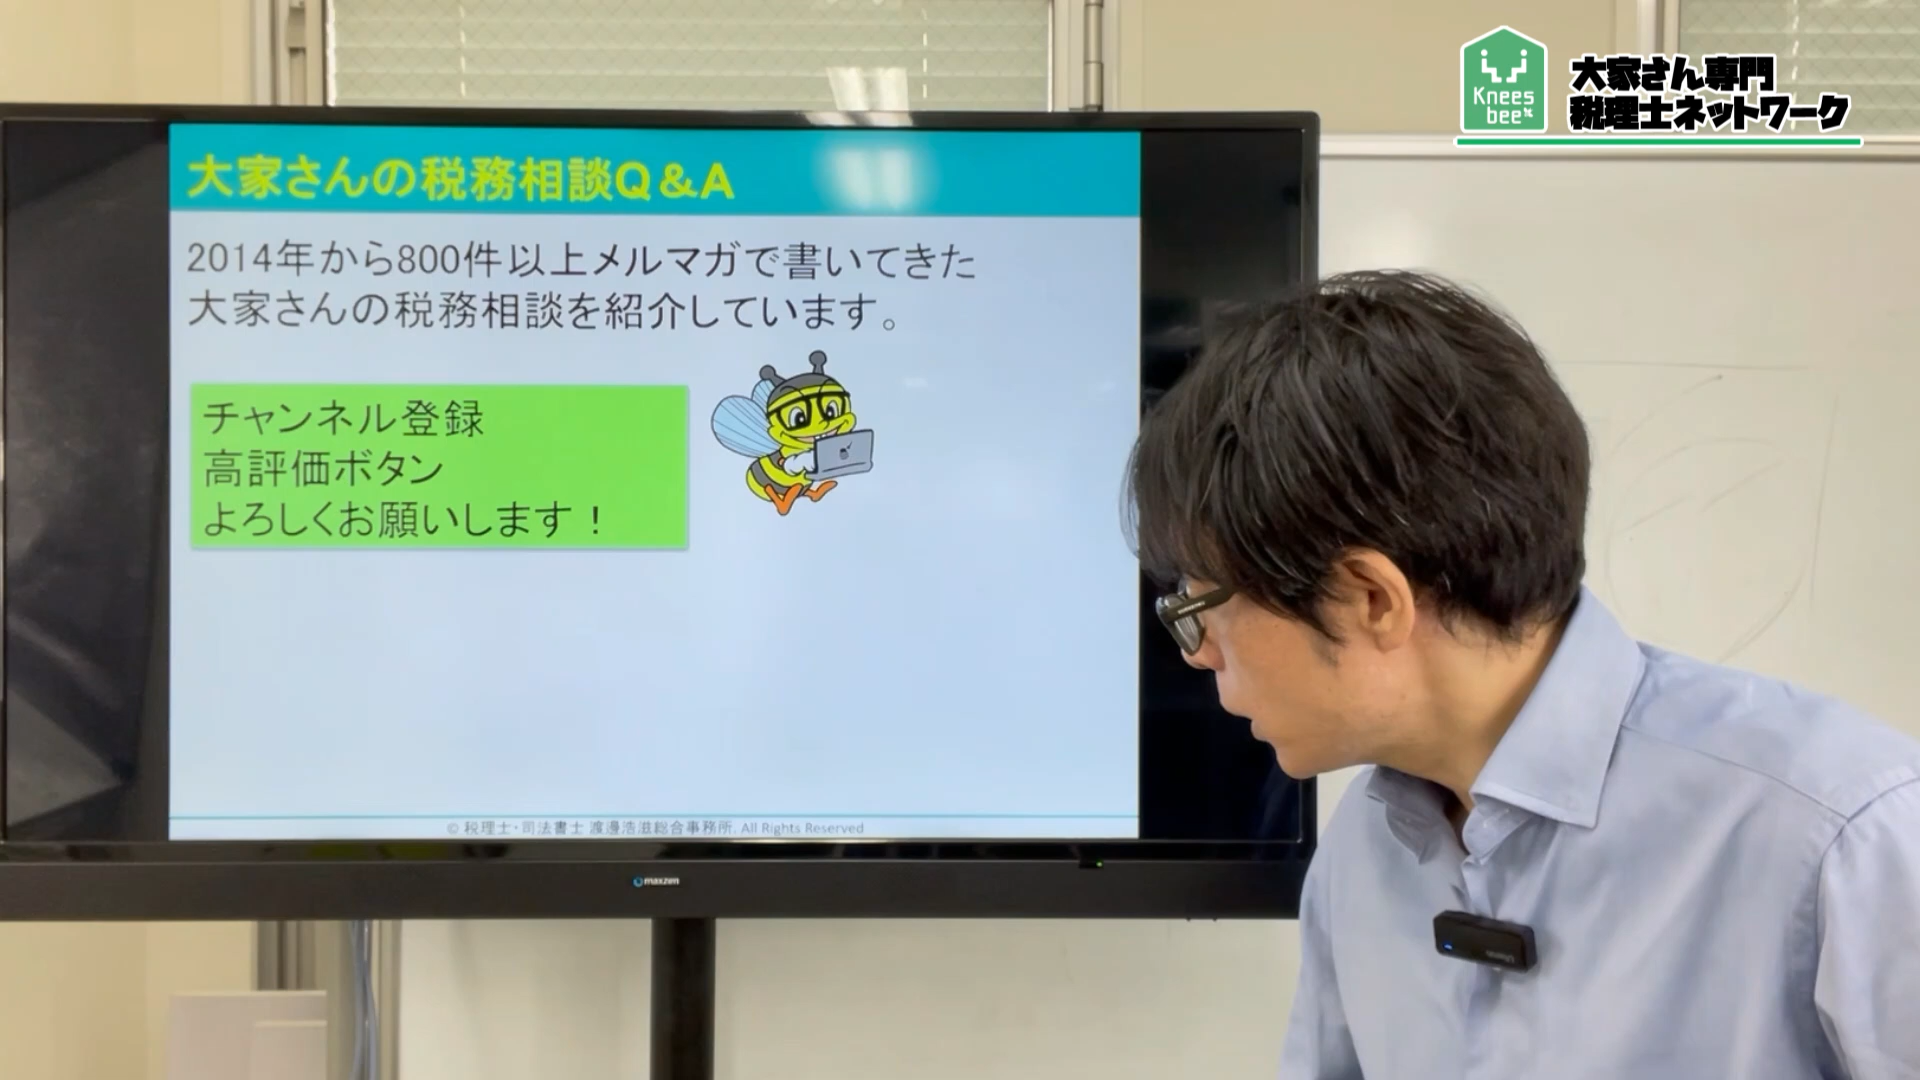 大家さんの税務相談Q＆A
2014年から800件以上メルマガで書いてきた
大家さんの税務相談を紹介しています。
チャンネル登録
高評価ボタン
よろしくお願いします！
© 税理士・司法書士 渡邊浩滋総合事務所. All Rights Reserved
maxzen
Knees
bee
大家さん専門
税理士ネットワーク